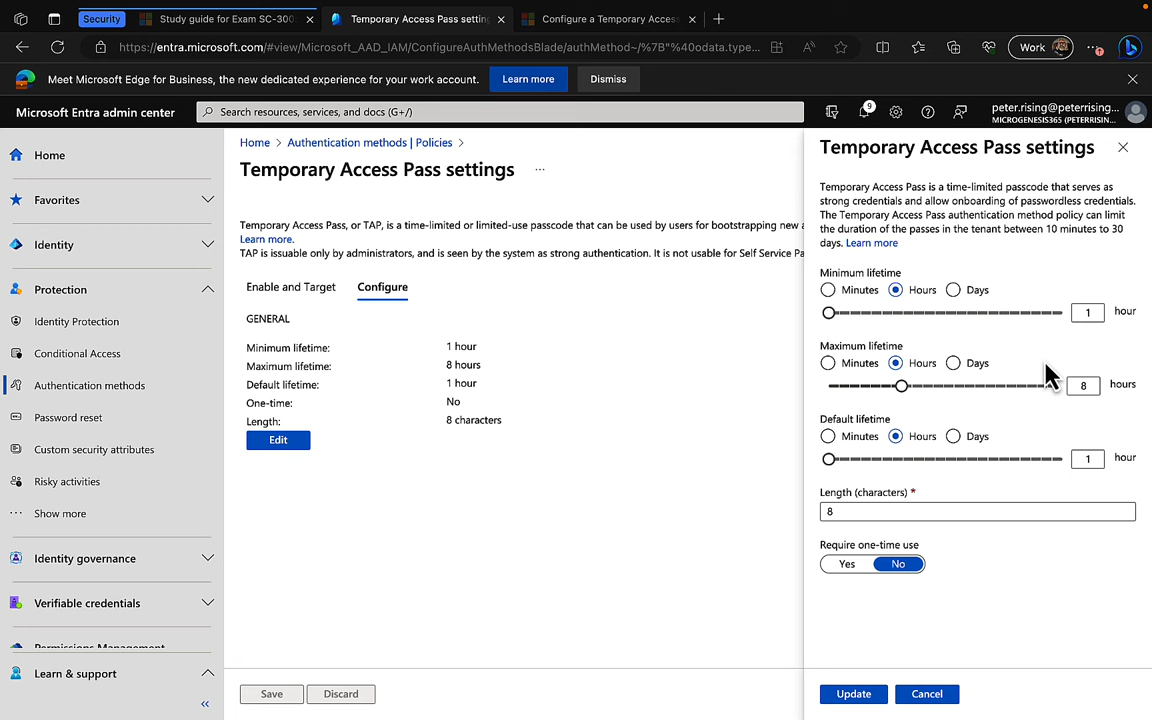 Security
Study guide for Exam SC-300
Temporary Access Pass settin
Configure a Temporary Access
https://entra.microsoft.com/#view/Microsoft_AAD_IAM/ConfigureAuthMethodsBlade/authMethod~/%7B"%40odata.type...
Work
Meet Microsoft Edge for Business, the new dedicated experience for your work account.
Learn more
Dismiss
Microsoft Entra admin center
Search resources, services, and docs (G+/)
9
peter.rising@peterrising....
MICROGENESIS365 (PETERRISING....
Home
Favorites
Identity
Protection
Identity Protection
Conditional Access
Authentication methods
Password reset
Custom security attributes
Risky activities
Show more
Identity governance
Verifiable credentials
Permissions Management
Learn & support
Home > Authentication methods | Policies >
Temporary Access Pass settings
Temporary Access Pass, or TAP, is a time-limited or limited-use passcode that can be used by users for bootstrapping new a
Learn more.
TAP is issuable only by administrators, and is seen by the system as strong authentication. It is not usable for Self Service Pa
Enable and Target
Configure
GENERAL
Minimum lifetime: 1 hour
Maximum lifetime: 8 hours
Default lifetime: 1 hour
One-time: No
Length: 8 characters
Edit
Save
Discard
Temporary Access Pass settings
Temporary Access Pass is a time-limited passcode that serves as
strong credentials and allow onboarding of passwordless credentials.
The Temporary Access Pass authentication method policy can limit
the duration of the passes in the tenant between 10 minutes to 30
days. Learn more
Minimum lifetime
Minutes Hours Days
1 hour
Maximum lifetime
Minutes Hours Days
8 hours
Default lifetime
Minutes Hours Days
1 hour
Length (characters) *
8
Require one-time use
Yes No
Update
Cancel